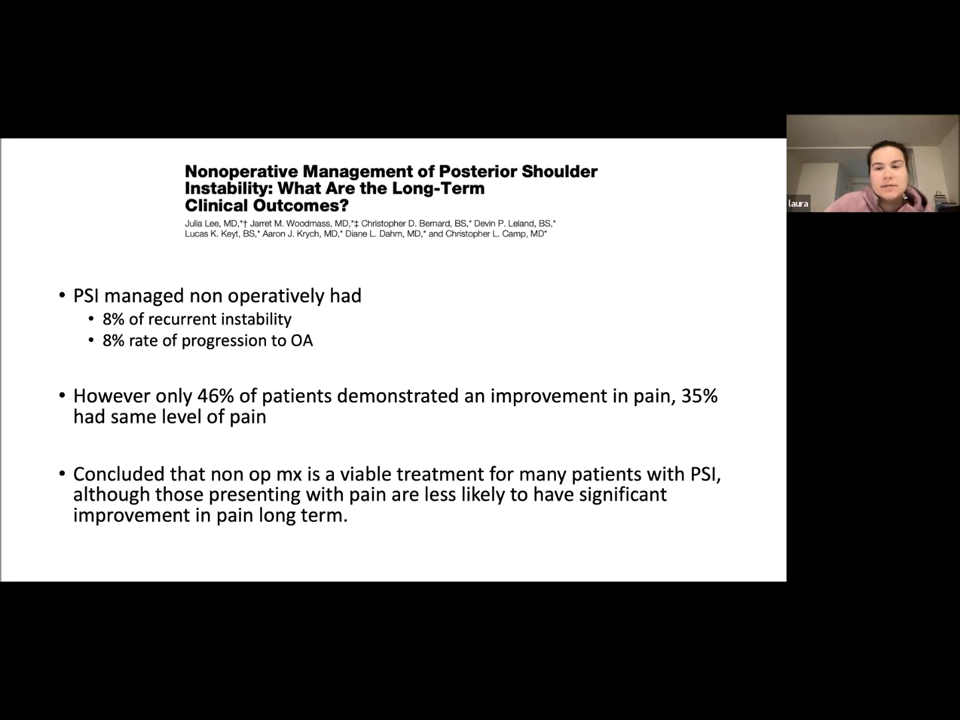 Nonoperative Management of Posterior Shoulder
Instability: What Are the Long-Term
Clinical Outcomes?
Julia Lee, MD,*† Jarret M. Woodmass, MD,*‡ Christopher D. Bernard, BS,* Devin P. Leland, BS,*
Lucas K. Keyt, BS,* Aaron J. Krych, MD,* Diane L. Dahm, MD,* and Christopher L. Camp, MD*
laura
• PSI managed non operatively had
• 8% of recurrent instability
• 8% rate of progression to OA
• However only 46% of patients demonstrated an improvement in pain, 35%
had same level of pain
• Concluded that non op mx is a viable treatment for many patients with PSI,
although those presenting with pain are less likely to have significant
improvement in pain long term.